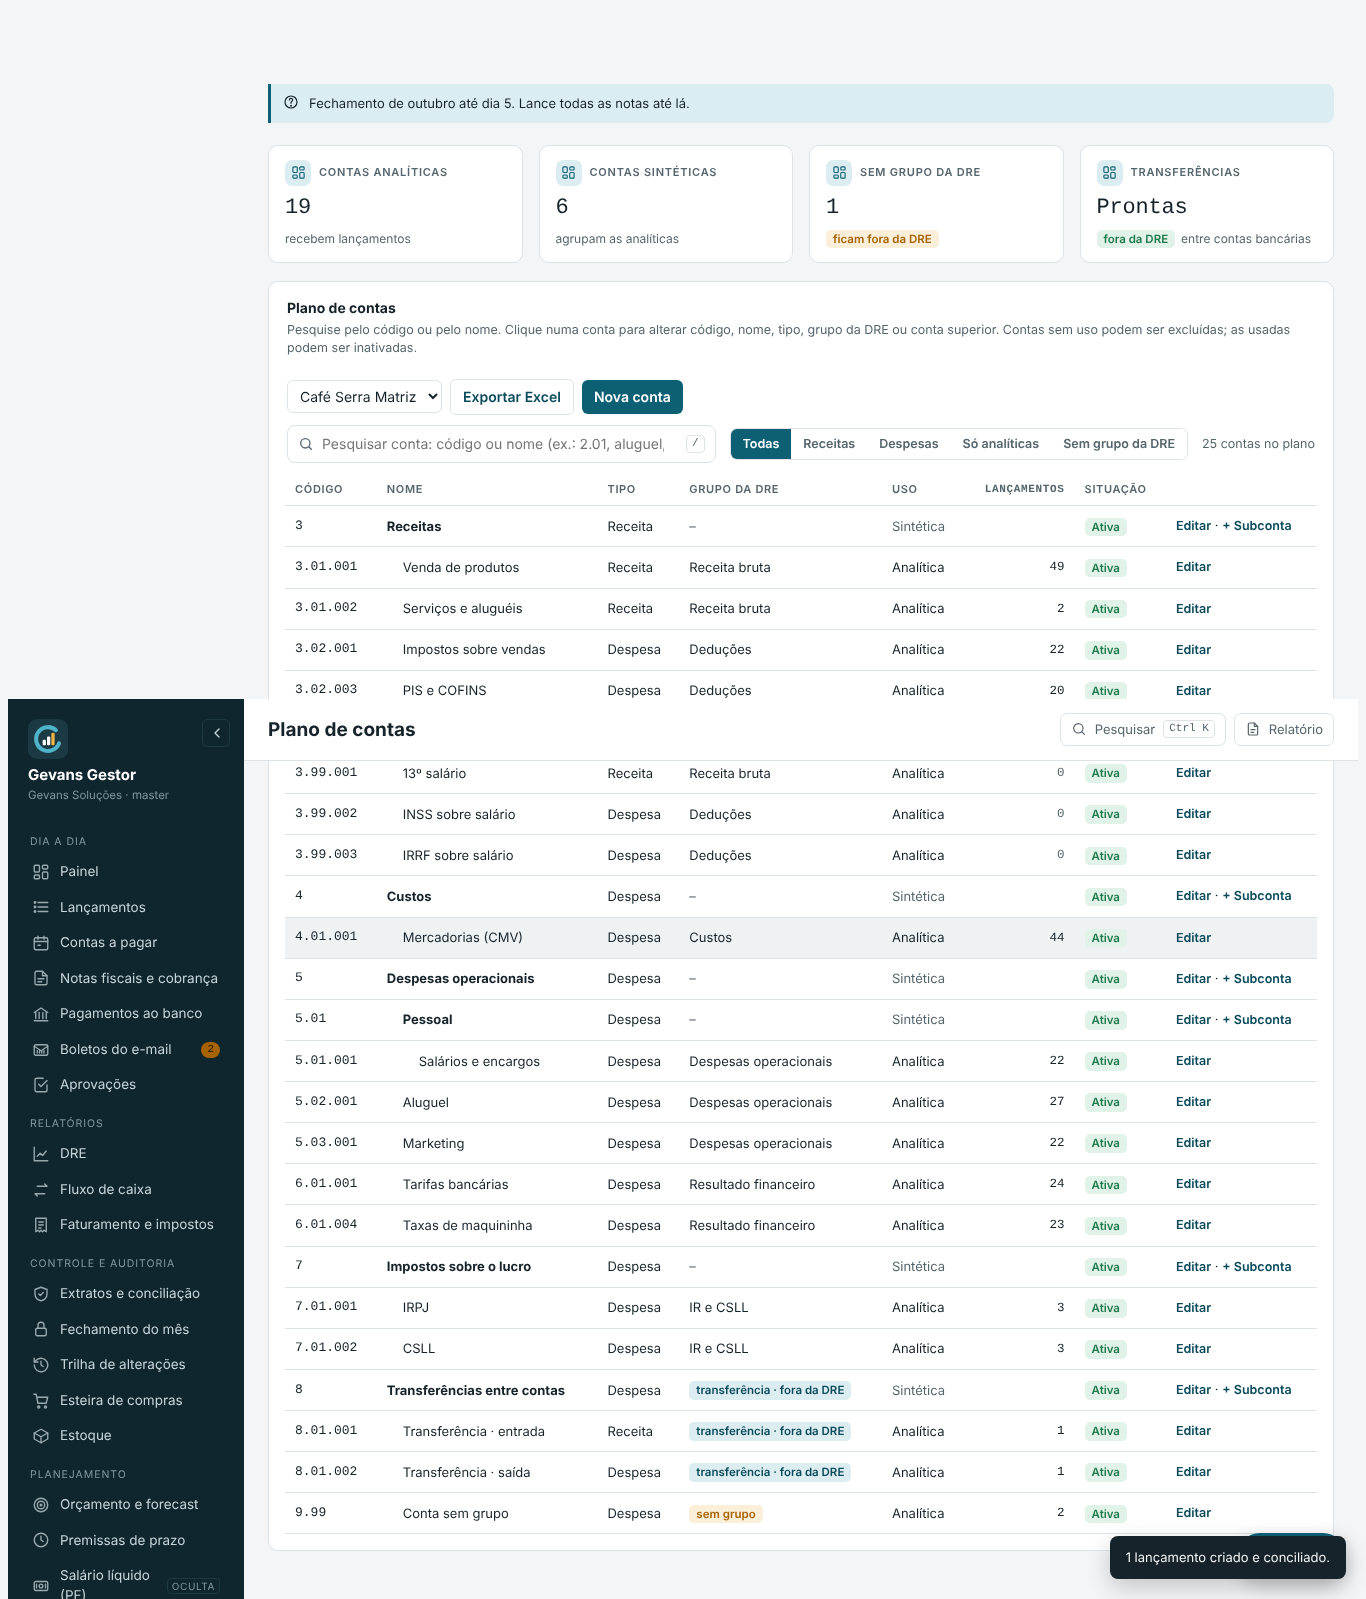 Fechamento de outubro até dia 5. Lance todas as notas até lá.
CONTAS ANALÍTICAS
19
recebem lançamentos
CONTAS SINTÉTICAS
6
agrupam as analíticas
SEM GRUPO DA DRE
1
ficam fora da DRE
TRANSFERÊNCIAS
Prontas
fora da DRE entre contas bancárias
Plano de contas
Pesquise pelo código ou pelo nome. Clique numa conta para alterar código, nome, tipo, grupo da DRE ou conta superior. Contas sem uso podem ser excluídas; as usadas
podem ser inativadas.
Café Serra Matriz Exportar Excel Nova conta
Pesquisar conta: código ou nome (ex.: 2.01, aluguel, / Todas Receitas Despesas Só analíticas Sem grupo da DRE 25 contas no plano
CÓDIGO NOME TIPO GRUPO DA DRE USO LANÇAMENTOS SITUAÇÃO
3 Receitas Receita – Sintética Ativa Editar · + Subconta
3.01.001 Venda de produtos Receita Receita bruta Analítica 49 Ativa Editar
3.01.002 Serviços e aluguéis Receita Receita bruta Analítica 2 Ativa Editar
3.02.001 Impostos sobre vendas Despesa Deduções Analítica 22 Ativa Editar
3.02.003 PIS e COFINS Despesa Deduções Analítica 20 Ativa Editar
Plano de contas Pesquisar Ctrl K Relatório
3.99.001 13º salário Receita Receita bruta Analítica 0 Ativa Editar
3.99.002 INSS sobre salário Despesa Deduções Analítica 0 Ativa Editar
3.99.003 IRRF sobre salário Despesa Deduções Analítica 0 Ativa Editar
4 Custos Despesa – Sintética Ativa Editar · + Subconta
4.01.001 Mercadorias (CMV) Despesa Custos Analítica 44 Ativa Editar
5 Despesas operacionais Despesa – Sintética Ativa Editar · + Subconta
5.01 Pessoal Despesa – Sintética Ativa Editar · + Subconta
5.01.001 Salários e encargos Despesa Despesas operacionais Analítica 22 Ativa Editar
5.02.001 Aluguel Despesa Despesas operacionais Analítica 27 Ativa Editar
5.03.001 Marketing Despesa Despesas operacionais Analítica 22 Ativa Editar
6.01.001 Tarifas bancárias Despesa Resultado financeiro Analítica 24 Ativa Editar
6.01.004 Taxas de maquininha Despesa Resultado financeiro Analítica 23 Ativa Editar
7 Impostos sobre o lucro Despesa – Sintética Ativa Editar · + Subconta
7.01.001 IRPJ Despesa IR e CSLL Analítica 3 Ativa Editar
7.01.002 CSLL Despesa IR e CSLL Analítica 3 Ativa Editar
8 Transferências entre contas Despesa transferência · fora da DRE Sintética Ativa Editar · + Subconta
8.01.001 Transferência · entrada Receita transferência · fora da DRE Analítica 1 Ativa Editar
8.01.002 Transferência · saída Despesa transferência · fora da DRE Analítica 1 Ativa Editar
9.99 Conta sem grupo Despesa sem grupo Analítica 2 Ativa Editar
1 lançamento criado e conciliado.
Gevans Gestor
Gevans Soluções · master
DIA A DIA
Painel
Lançamentos
Contas a pagar
Notas fiscais e cobrança
Pagamentos ao banco
Boletos do e-mail 2
Aprovações
RELATÓRIOS
DRE
Fluxo de caixa
Faturamento e impostos
CONTROLE E AUDITORIA
Extratos e conciliação
Fechamento do mês
Trilha de alterações
Esteira de compras
Estoque
PLANEJAMENTO
Orçamento e forecast
Premissas de prazo
Salário líquido
(PF) OCULTA